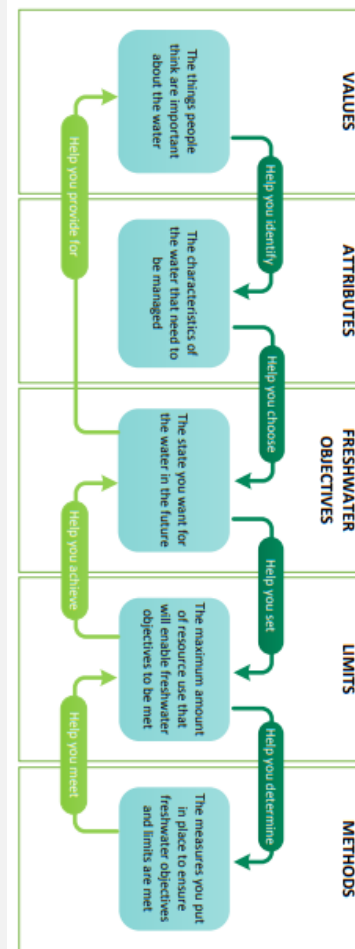 VALUES
ATTRIBUTES
FRESHWATER
OBJECTIVES
LIMITS
METHODS
Help you identify
Help you choose
Help you set
Help you determine
The things people
think are important
about the water
The characteristics of
the water that need to
be managed
The state you want for
the water in the future
The maximum amount
of resource use that
will enable freshwater
objectives to be met
The measures you put
in place to ensure
freshwater objectives
and limits are met
Help you provide for
Help you achieve
Help you meet